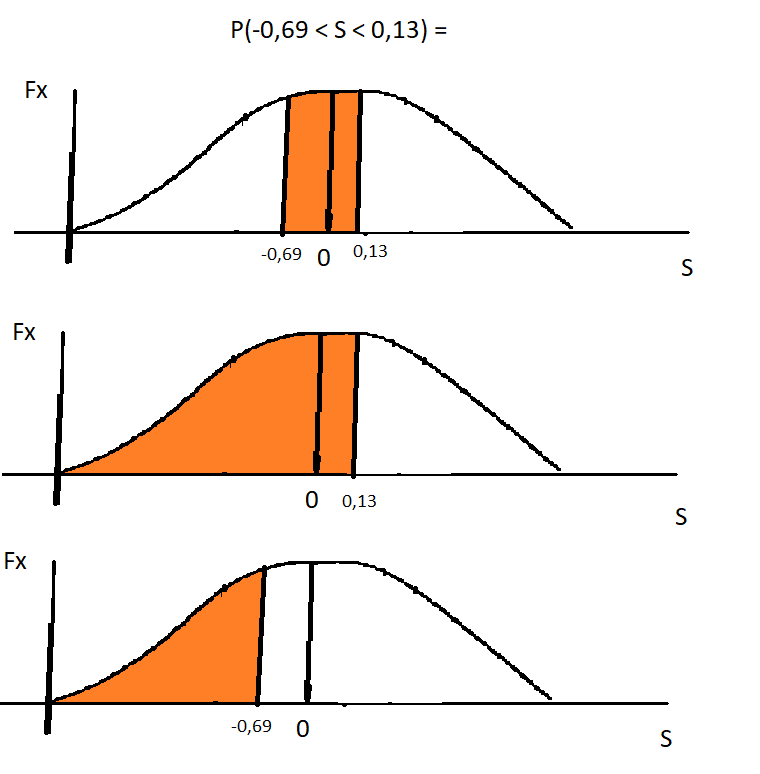 P(-0,69 < S < 0,13) =
Fx
-0,69 0 0,13
S
Fx
0 0,13
S
Fx
-0,69 0
S